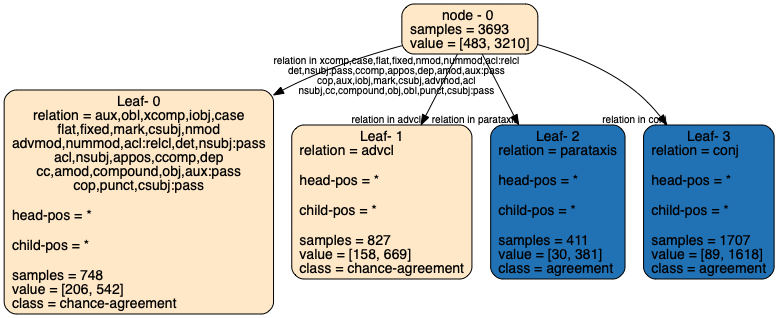 node - 0
samples = 3693
value = [483, 3210]
relation in xcomp,case,flat,fixed,nmod,nummod,acl:relcl
det,nsubj:pass,ccomp,appos,dep,amod,aux:pass
cop,aux,iobj,mark,csubj,advmod,acl
nsubj,cc,compound,obj,obl,punct,csubj:pass
relation in advcl
relation in parataxis
relation in conj
Leaf- 0
relation = aux,obl,xcomp,iobj,case
flat,fixed,mark,csubj,nmod
advmod,nummod,acl:relcl,det,nsubj:pass
acl,nsubj,appos,ccomp,dep
cc,amod,compound,obj,aux:pass
cop,punct,csubj:pass
head-pos = *
child-pos = *
samples = 748
value = [206, 542]
class = chance-agreement
Leaf- 1
relation = advcl
head-pos = *
child-pos = *
samples = 827
value = [158, 669]
class = chance-agreement
Leaf- 2
relation = parataxis
head-pos = *
child-pos = *
samples = 411
value = [30, 381]
class = agreement
Leaf- 3
relation = conj
head-pos = *
child-pos = *
samples = 1707
value = [89, 1618]
class = agreement